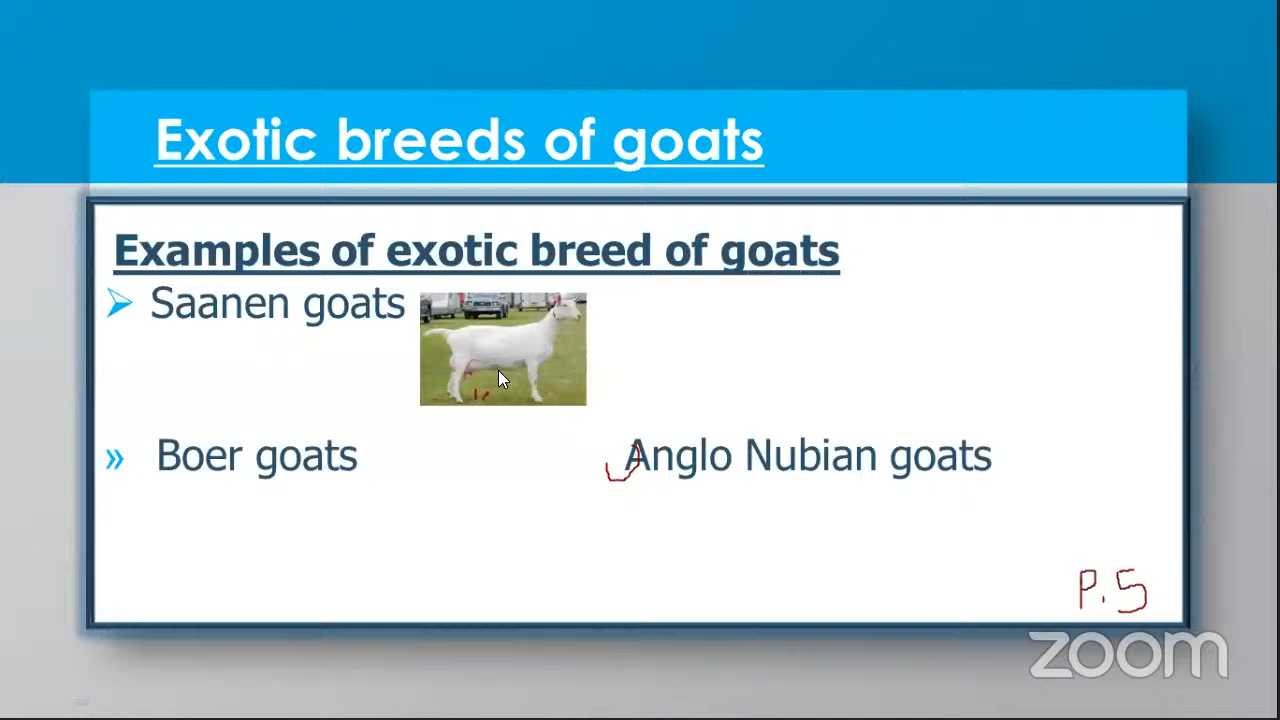 Exotic breeds of goats
Examples of exotic breed of goats
Saanen goats
» Boer goats
Anglo Nubian goats
P.5
zoom